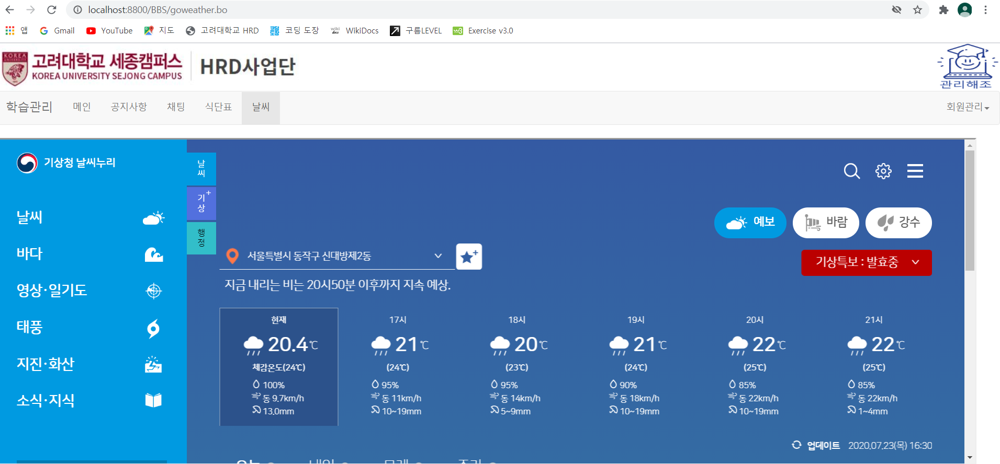 localhost:8800/BBS/goweather.bo
앱 Gmail YouTube 지도 고려대학교 HRD 코딩 도장 WikiDocs 구름LEVEL Exercise v3.0
KOREA
고려대학교 세종캠퍼스
KOREA UNIVERSITY SEJONG CAMPUS
HRD사업단
관리해조
학습관리 메인 공지사항 채팅 식단표 날씨 회원관리
기상청 날씨누리
날씨
바다
영상·일기도
태풍
지진·화산
소식·지식
날씨
기상+
행정
예보 바람 강수
서울특별시 동작구 신대방제2동
기상특보 : 발효중
지금 내리는 비는 20시50분 이후까지 지속 예상.
현재 17시 18시 19시 20시 21시
20.4℃ 21℃ 20℃ 21℃ 22℃ 22℃
체감온도(24℃) (24℃) (23℃) (24℃) (25℃) (25℃)
100% 95% 95% 90% 85% 85%
동 9.7km/h 동 11km/h 동 14km/h 동 18km/h 동 22km/h 동 22km/h
13.0mm 10~19mm 5~9mm 10~19mm 10~19mm 1~4mm
업데이트 2020.07.23(목) 16:30